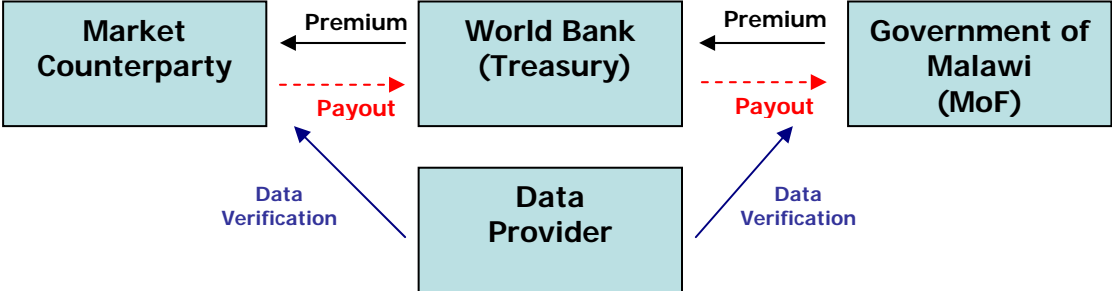 Market
Counterparty
Premium
Payout
World Bank
(Treasury)
Premium
Payout
Government of
Malawi
(MoF)
Data
Verification
Data
Provider
Data
Verification